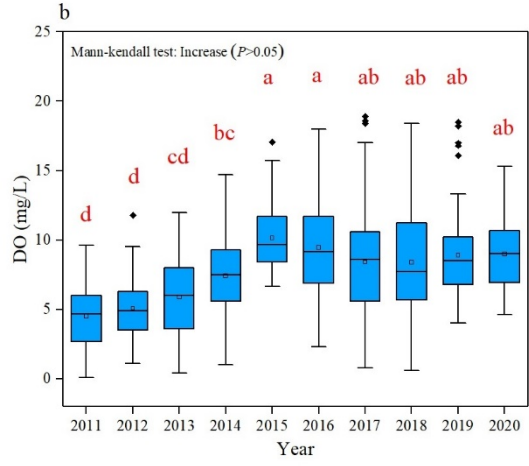 b
25
Mann-kendall test: Increase (P>0.05)
a a ab ab ab
20
bc ab
cd
15
d
d
DO (mg/L)
10
5
0
2011 2012 2013 2014 2015 2016 2017 2018 2019 2020
Year